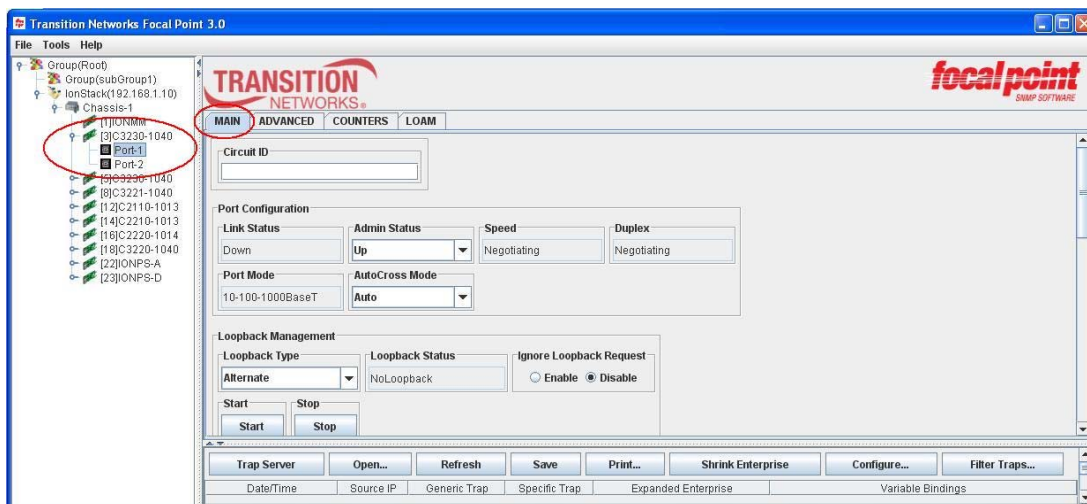 Transition Networks Focal Point 3.0
File Tools Help
Group(Root)
Group(subGroup1)
IonStack(192.168.1.10)
Chassis-1
[1]IONMM
[3]C3230-1040
Port-1
Port-2
[5]C3230-1040
[8]C3221-1040
[12]C2110-1013
[14]C2210-1013
[16]C2220-1014
[18]C3220-1040
[22]IONPS-A
[23]IONPS-D
TRANSITION
NETWORKS®
focal point
SNMP SOFTWARE
MAIN ADVANCED COUNTERS LOAM
Circuit ID
Port Configuration
Link Status Admin Status Speed Duplex
Down Up Negotiating Negotiating
Port Mode AutoCross Mode
10-100-1000BaseT Auto
Loopback Management
Loopback Type Loopback Status Ignore Loopback Request
Alternate NoLoopback Enable Disable
Start Stop
Start Stop
Trap Server Open... Refresh Save Print... Shrink Enterprise Configure... Filter Traps...
Date/Time Source IP Generic Trap Specific Trap Expanded Enterprise Variable Bindings